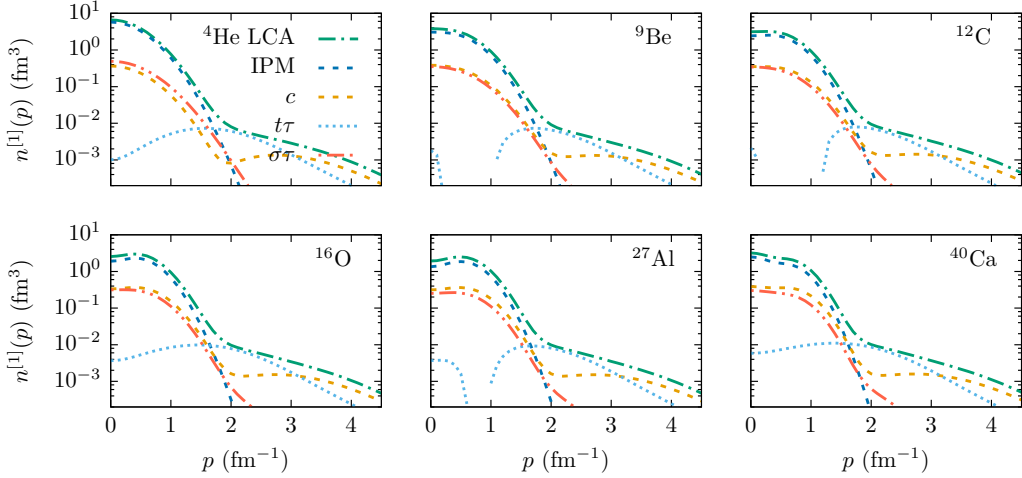 10^1
10^0
10^-1
10^-2
10^-3
n^[1](p) (fm^3)
^4He LCA
IPM
c
tτ
στ
^9Be
^12C
10^1
10^0
10^-1
10^-2
10^-3
n^[1](p) (fm^3)
^16O
^27Al
^40Ca
0 1 2 3 4
0 1 2 3 4
0 1 2 3 4
p (fm^-1)
p (fm^-1)
p (fm^-1)